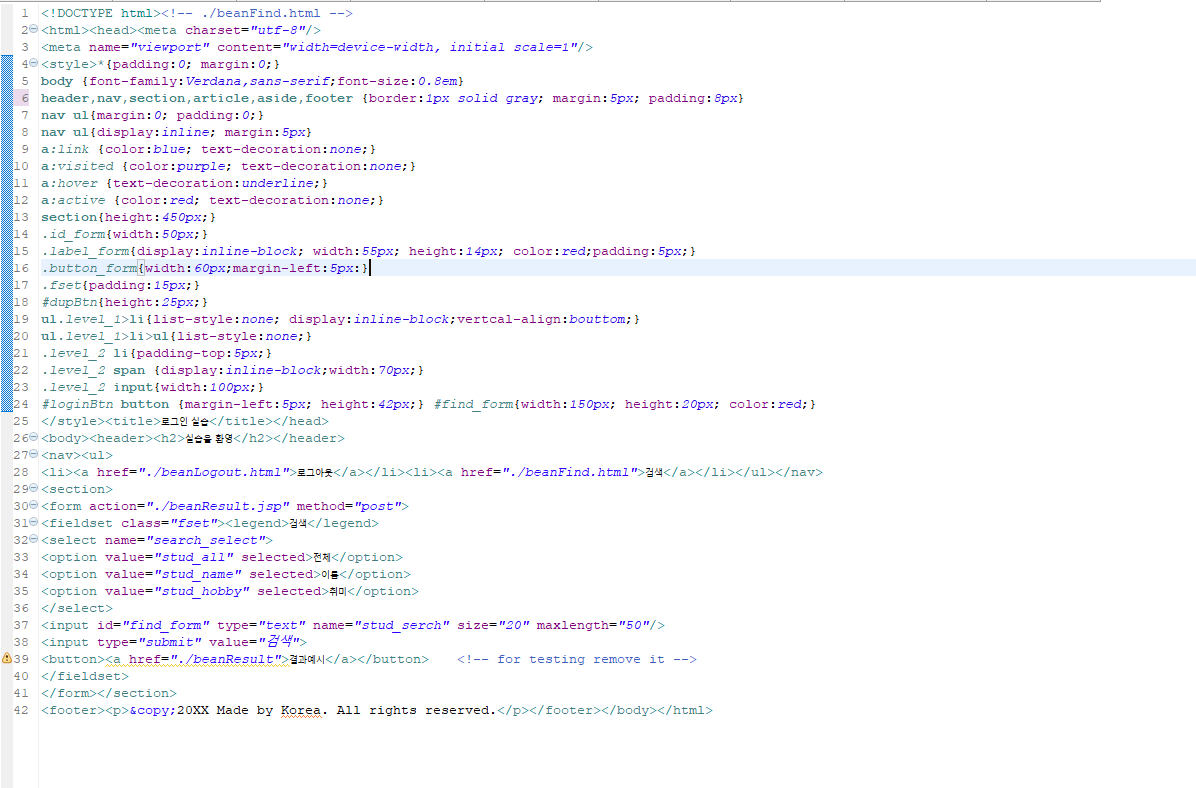 1 <!DOCTYPE html><!-- ./beanFind.html -->
2 <html><head><meta charset="utf-8"/>
3 <meta name="viewport" content="width=device-width, initial scale=1"/>
4 <style>*{padding:0; margin:0;}
5 body {font-family:Verdana,sans-serif;font-size:0.8em}
6 header,nav,section,article,aside,footer {border:1px solid gray; margin:5px; padding:8px}
7 nav ul{margin:0; padding:0;}
8 nav ul{display:inline; margin:5px}
9 a:link {color:blue; text-decoration:none;}
10 a:visited {color:purple; text-decoration:none;}
11 a:hover {text-decoration:underline;}
12 a:active {color:red; text-decoration:none;}
13 section{height:450px;}
14 .id_form{width:50px;}
15 .label_form{display:inline-block; width:55px; height:14px; color:red;padding:5px;}
16 .button_form{width:60px;margin-left:5px:}
17 .fset{padding:15px;}
18 #dupBtn{height:25px;}
19 ul.level_1>li{list-style:none; display:inline-block;vertcal-align:bouttom;}
20 ul.level_1>li>ul{list-style:none;}
21 .level_2 li{padding-top:5px;}
22 .level_2 span {display:inline-block;width:70px;}
23 .level_2 input{width:100px;}
24 #loginBtn button {margin-left:5px; height:42px;} #find_form{width:150px; height:20px; color:red;}
25 </style><title>로그인 실습</title></head>
26 <body><header><h2>실습을 환영</h2></header>
27 <nav><ul>
28 <li><a href="./beanLogout.html">로그아웃</a></li><li><a href="./beanFind.html">검색</a></li></ul></nav>
29 <section>
30 <form action="./beanResult.jsp" method="post">
31 <fieldset class="fset"><legend>검색</legend>
32 <select name="search_select">
33 <option value="stud_all" selected>전체</option>
34 <option value="stud_name" selected>이름</option>
35 <option value="stud_hobby" selected>취미</option>
36 </select>
37 <input id="find_form" type="text" name="stud_serch" size="20" maxlength="50"/>
38 <input type="submit" value="검색">
39 <button><a href="./beanResult">결과예시</a></button> <!-- for testing remove it -->
40 </fieldset>
41 </form></section>
42 <footer><p>&copy;20XX Made by Korea. All rights reserved.</p></footer></body></html>